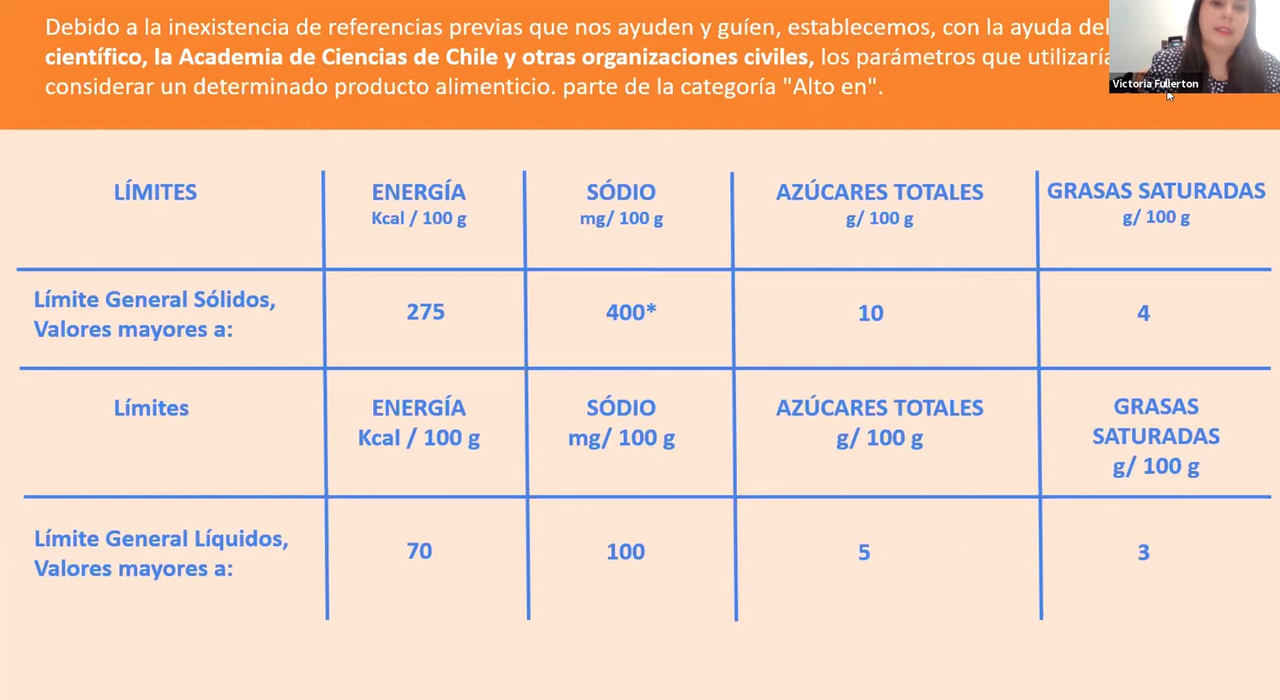 Debido a la inexistencia de referencias previas que nos ayuden y guíen, establecemos, con la ayuda del
científico, la Academia de Ciencias de Chile y otras organizaciones civiles, los parámetros que
considerar un determinado producto alimenticio. parte de la categoría "Alto en".
Victoria Fullerton
LÍMITES ENERGÍA SÓDIO AZÚCARES TOTALES GRASAS SATURADAS
Kcal / 100 g mg/ 100 g g/ 100 g g/ 100 g
Límite General Sólidos,
Valores mayores a: 275 400* 10 4
Límites ENERGÍA SÓDIO AZÚCARES TOTALES GRASAS
SATURADAS
Kcal / 100 g mg/ 100 g g/ 100 g g/ 100 g
Límite General Líquidos,
Valores mayores a: 70 100 5 3